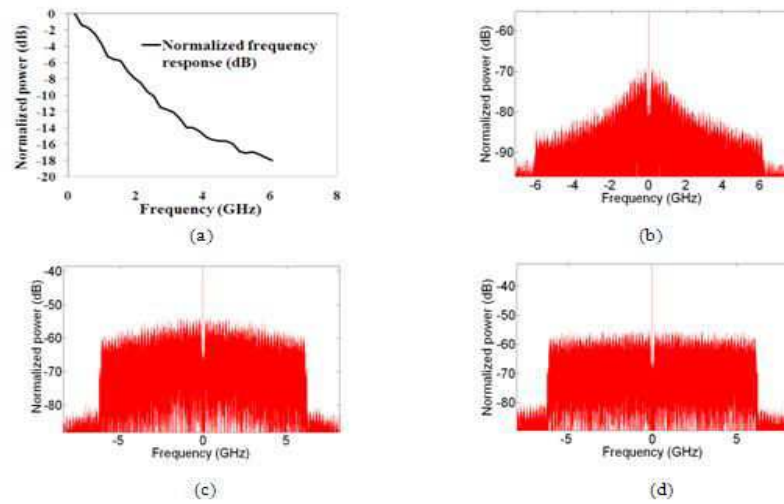 0
-2
-4
-6
-8
-10
-12
-14
-16
-18
-20
Normalized power (dB)
Normalized frequency
response (dB)
0 2 4 6 8
Frequency (GHz)
(a)
-60
-70
-80
-90
Normalized power (dB)
-6 -4 -2 0 2 4 6
Frequency (GHz)
(b)
-40
-50
-60
-70
-80
Normalized power (dB)
-5 0 5
Frequency (GHz)
(c)
-40
-50
-60
-70
-80
Normalized power (dB)
-5 0 5
Frequency (GHz)
(d)